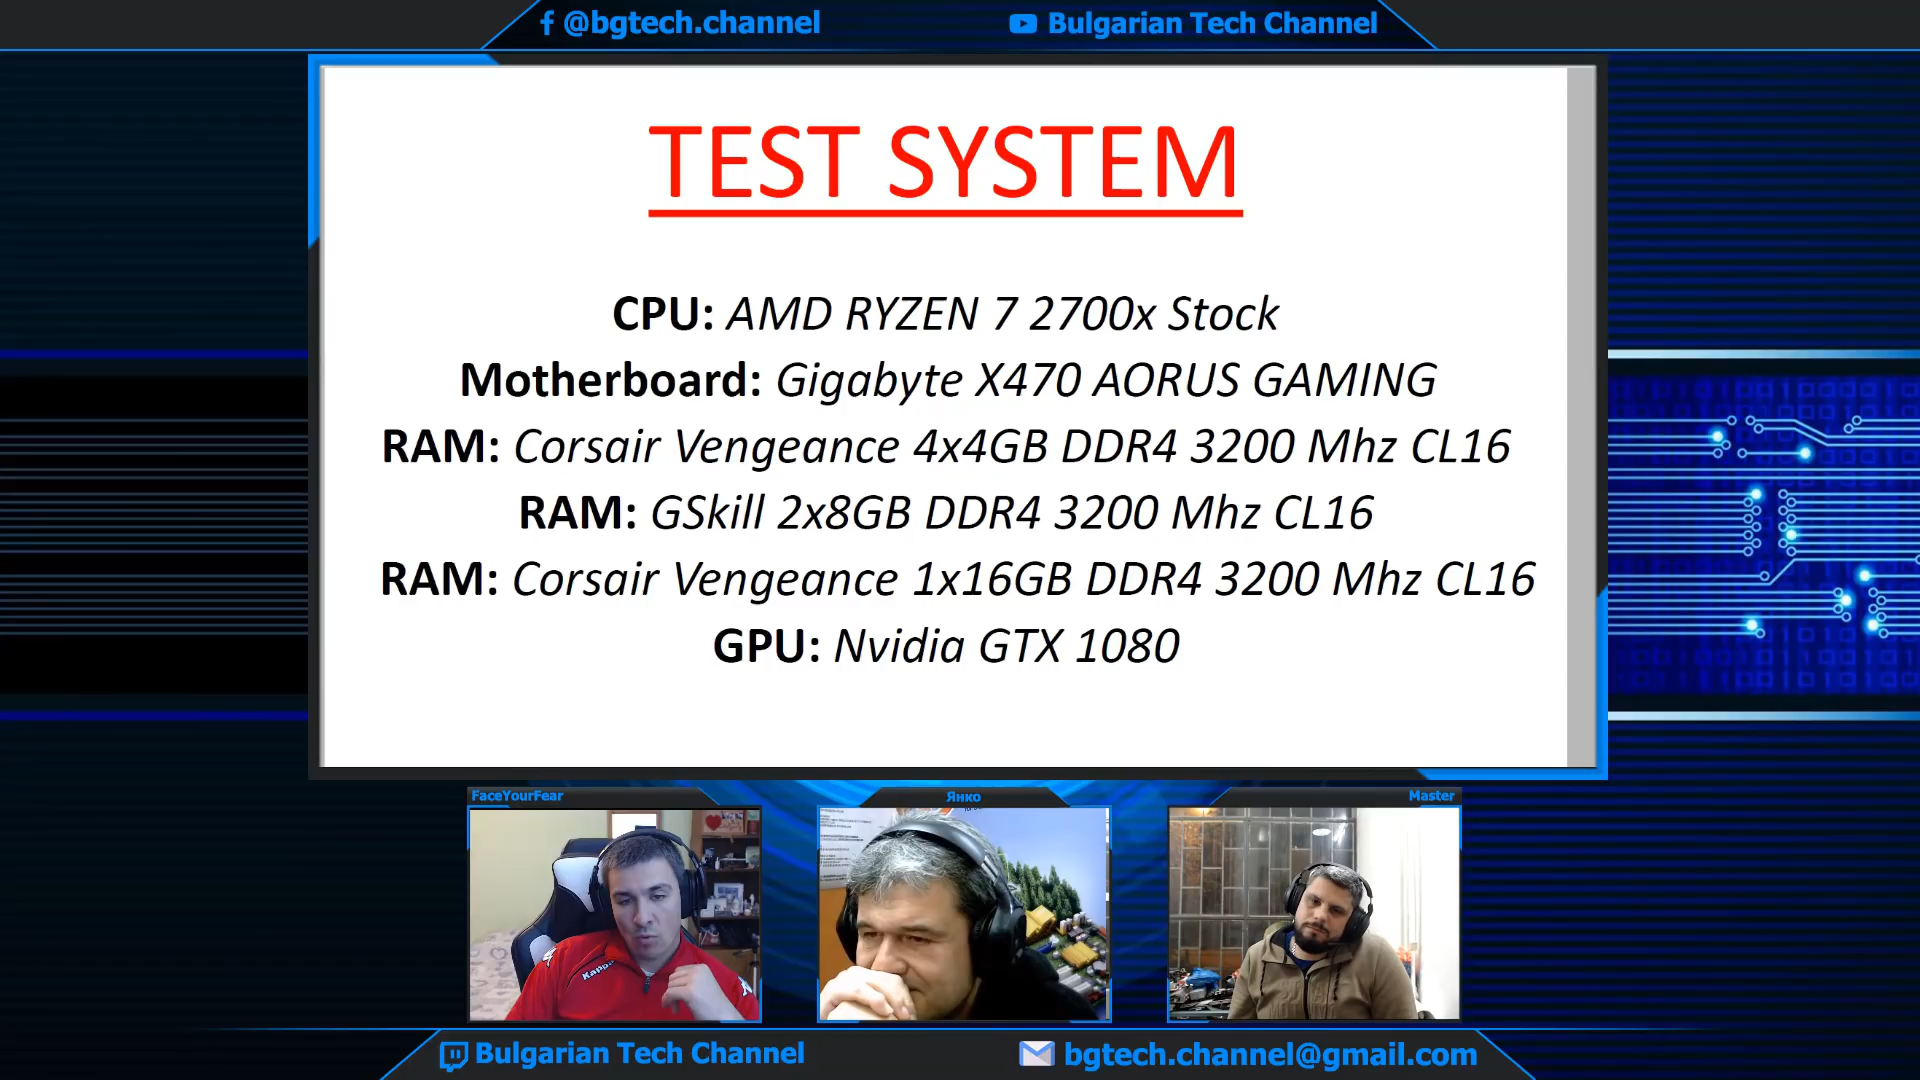 @bgtech.channel
Bulgarian Tech Channel
TEST SYSTEM
CPU: AMD RYZEN 7 2700x Stock
Motherboard: Gigabyte X470 AORUS GAMING
RAM: Corsair Vengeance 4x4GB DDR4 3200 Mhz CL16
RAM: GSkill 2x8GB DDR4 3200 Mhz CL16
RAM: Corsair Vengeance 1x16GB DDR4 3200 Mhz CL16
GPU: Nvidia GTX 1080
FaceYourFear
Янко
Master
Kappa
Bulgarian Tech Channel
bgtech.channel@gmail.com